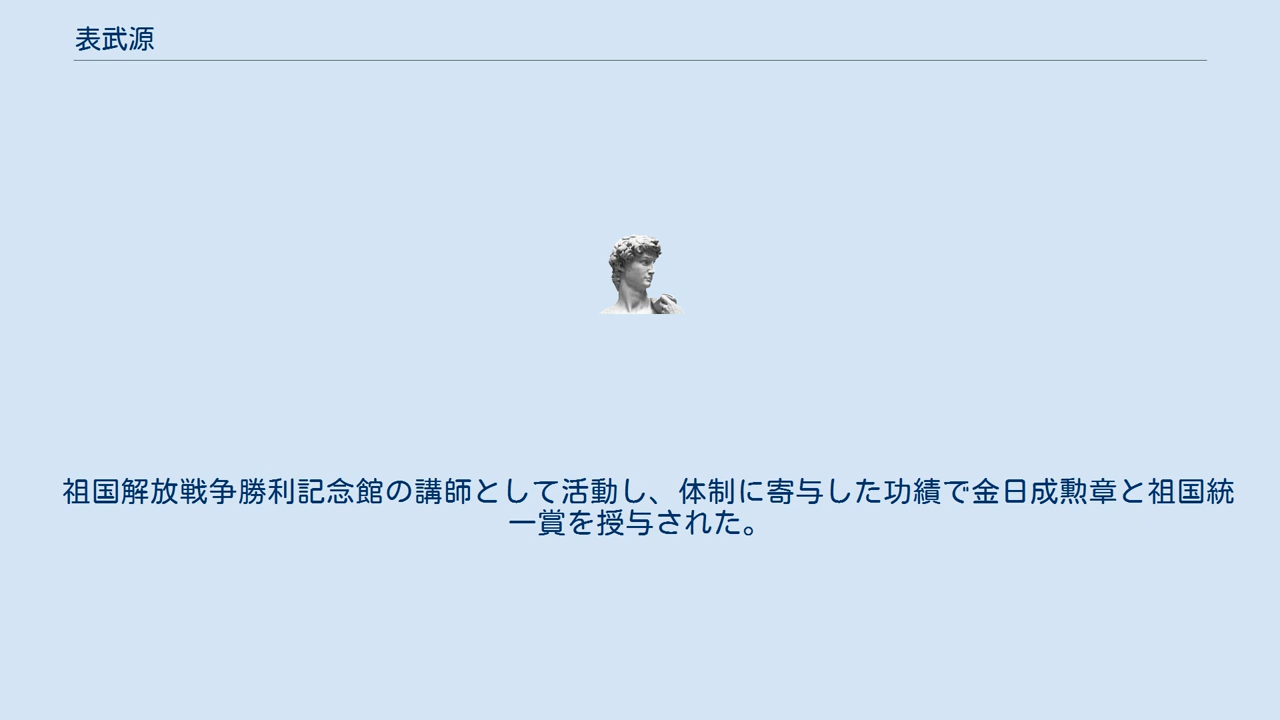 表武源
祖国解放戦争勝利記念館の講師として活動し、体制に寄与した功績で金日成勲章と祖国統
一賞を授与された。